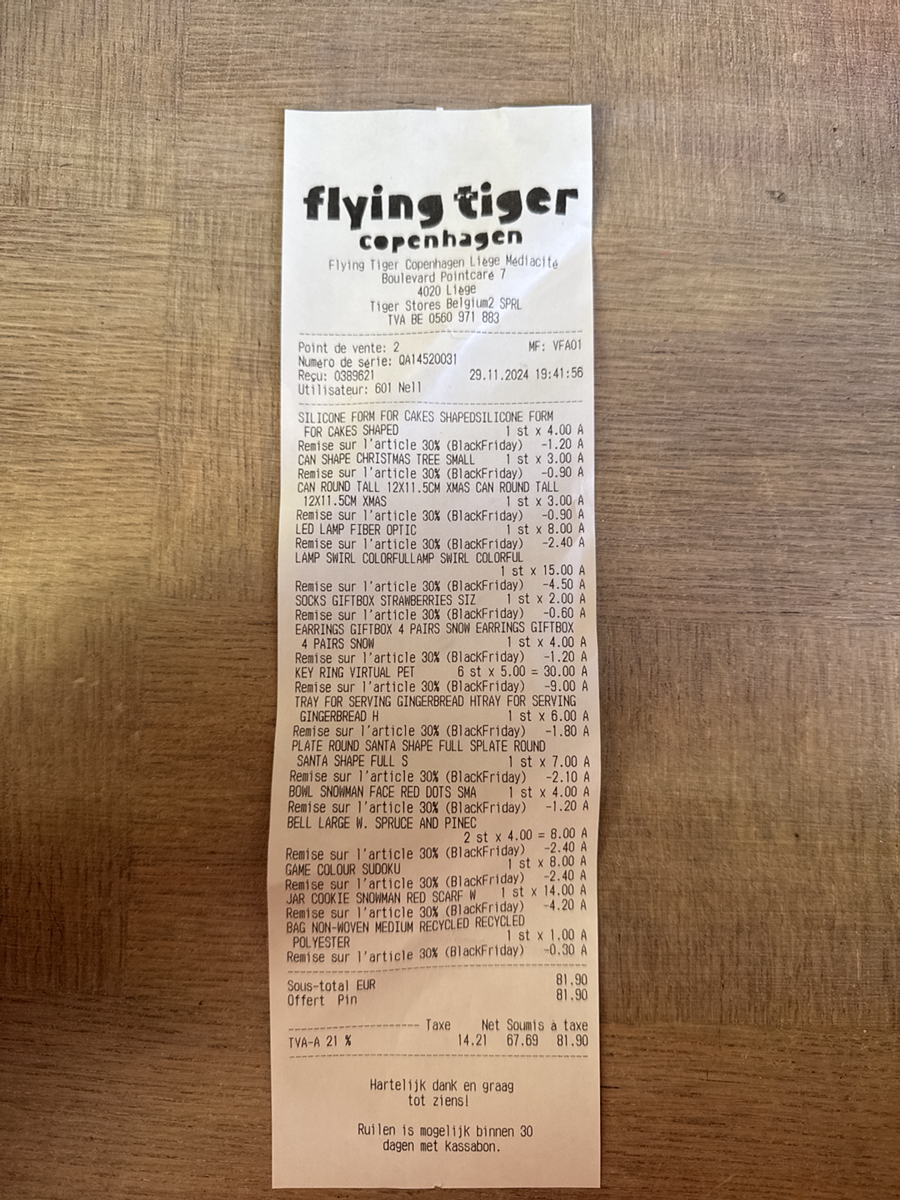 flying tiger
copenhagen
Flying Tiger Copenhagen Liège Médiacité
Boulevard Pointcaré 7
4020 Liège
Tiger Stores Belgium2 SPRL
TVA BE 0560 971 883
Point de vente: 2 MF: VFA01
Numéro de série: QA14520031
Reçu: 0389621 29.11.2024 19:41:56
Utilisateur: 601 Nell
SILICONE FORM FOR CAKES SHAPEDSILICONE FORM
FOR CAKES SHAPED 1 st x 4.00 A
Remise sur l'article 30% (BlackFriday) -1.20 A
CAN SHAPE CHRISTMAS TREE SMALL 1 st x 3.00 A
Remise sur l'article 30% (BlackFriday) -0.90 A
CAN ROUND TALL 12X11.5CM XMAS CAN ROUND TALL
12X11.5CM XMAS 1 st x 3.00 A
Remise sur l'article 30% (BlackFriday) -0.90 A
LED LAMP FIBER OPTIC 1 st x 8.00 A
Remise sur l'article 30% (BlackFriday) -2.40 A
LAMP SWIRL COLORFULLAMP SWIRL COLORFUL
1 st x 15.00 A
Remise sur l'article 30% (BlackFriday) -4.50 A
SOCKS GIFTBOX STRAWBERRIES SIZ 1 st x 2.00 A
Remise sur l'article 30% (BlackFriday) -0.60 A
EARRINGS GIFTBOX 4 PAIRS SNOW EARRINGS GIFTBOX
4 PAIRS SNOW 1 st x 4.00 A
Remise sur l'article 30% (BlackFriday) -1.20 A
KEY RING VIRTUAL PET 6 st x 5.00 = 30.00 A
Remise sur l'article 30% (BlackFriday) -9.00 A
TRAY FOR SERVING GINGERBREAD HTRAY FOR SERVING
GINGERBREAD H 1 st x 6.00 A
Remise sur l'article 30% (BlackFriday) -1.80 A
PLATE ROUND SANTA SHAPE FULL SPLATE ROUND
SANTA SHAPE FULL S 1 st x 7.00 A
Remise sur l'article 30% (BlackFriday) -2.10 A
BOWL SNOWMAN FACE RED DOTS SMA 1 st x 4.00 A
Remise sur l'article 30% (BlackFriday) -1.20 A
BELL LARGE W. SPRUCE AND PINEC
2 st x 4.00 = 8.00 A
Remise sur l'article 30% (BlackFriday) -2.40 A
GAME COLOUR SUDOKU 1 st x 8.00 A
Remise sur l'article 30% (BlackFriday) -2.40 A
JAR COOKIE SNOWMAN RED SCARF W 1 st x 14.00 A
Remise sur l'article 30% (BlackFriday) -4.20 A
BAG NON-WOVEN MEDIUM RECYCLED RECYCLED
POLYESTER 1 st x 1.00 A
Remise sur l'article 30% (BlackFriday) -0.30 A
Sous-total EUR 81.90
Offert Pin 81.90
Taxe Net Soumis à taxe
TVA-A 21 % 14.21 67.69 81.90
Hartelijk dank en graag
tot ziens!
Ruilen is mogelijk binnen 30
dagen met kassabon.